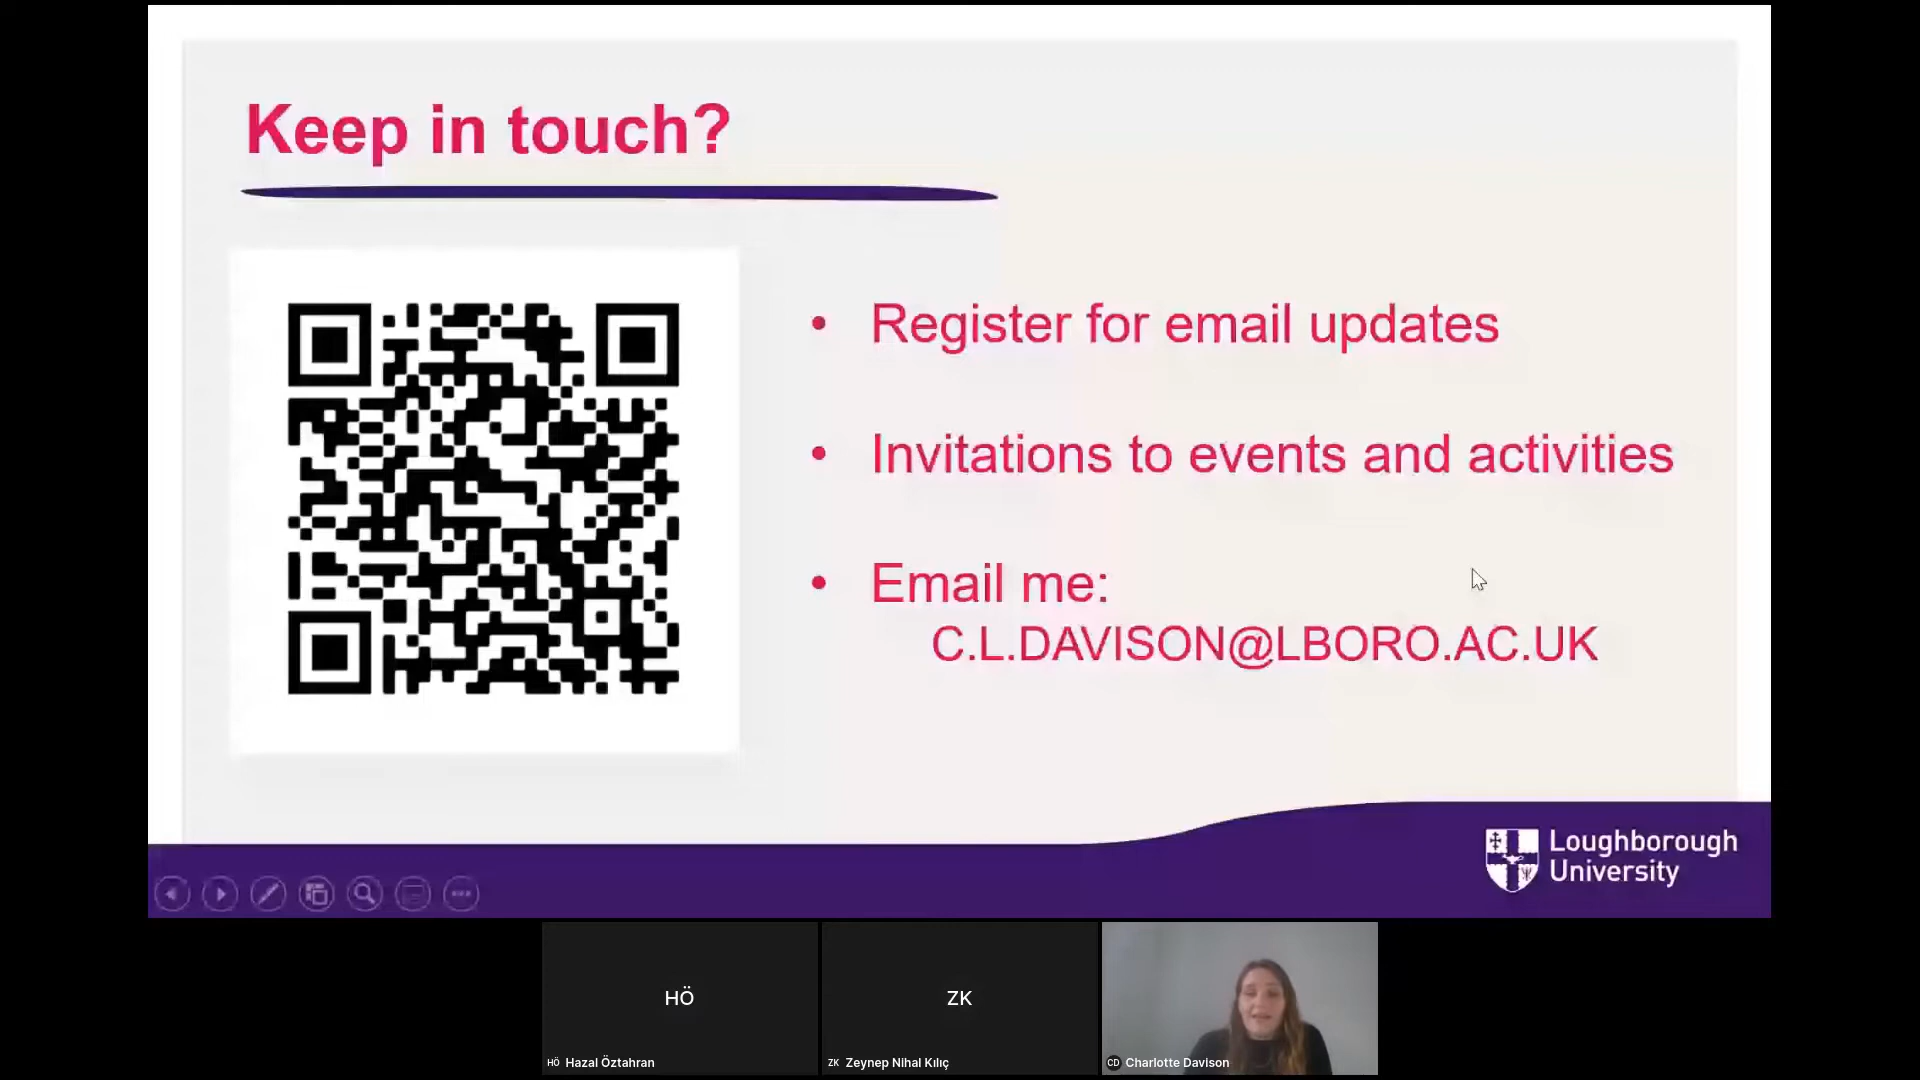 Keep in touch?
• Register for email updates
• Invitations to events and activities
• Email me:
C.L.DAVISON@LBORO.AC.UK
Loughborough
University
HÖ
ZK
HÖ Hazal Öztahran
ZK Zeynep Nihal Kılıç
CD Charlotte Davison